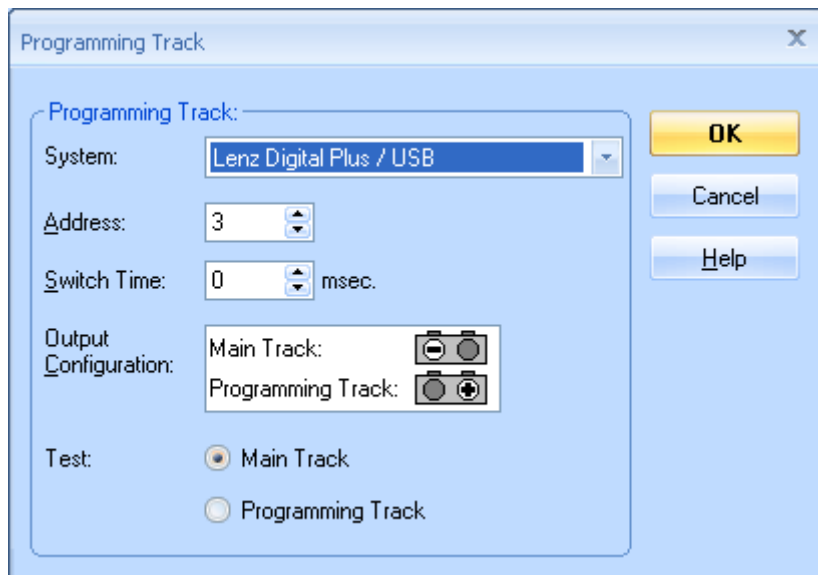 Programming Track
Programming Track:
System:
Lenz Digital Plus / USB
Address:
3
Switch Time:
0
msec.
Output
Configuration:
Main Track:
Programming Track:
Test:
Main Track
Programming Track
OK
Cancel
Help